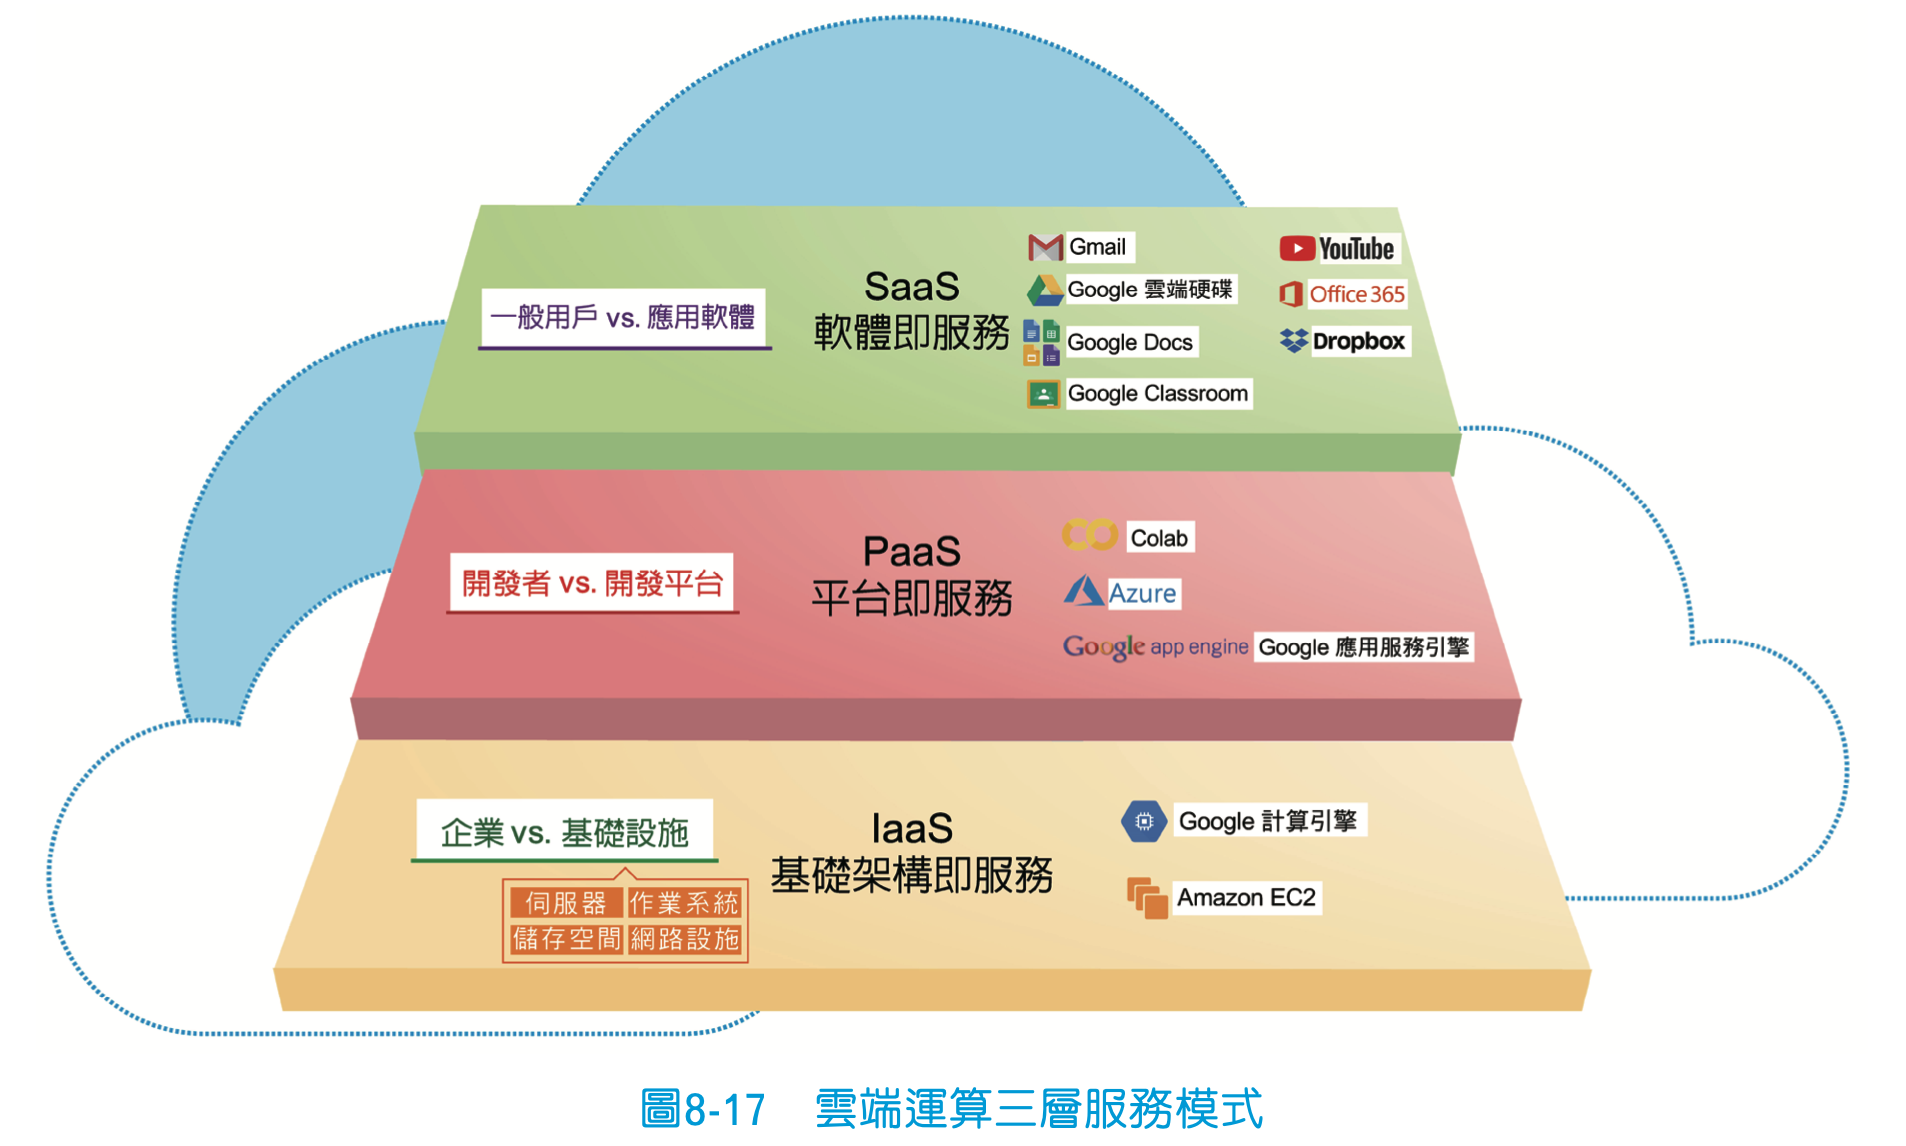 一般用戶 vs. 應用軟體
SaaS
軟體即服務
Gmail
Google 雲端硬碟
Google Docs
Google Classroom
YouTube
Office 365
Dropbox
開發者 vs. 開發平台
PaaS
平台即服務
Colab
Azure
Google app engine Google 應用服務引擎
企業 vs. 基礎設施
伺服器 作業系統
儲存空間 網路設施
IaaS
基礎架構即服務
Google 計算引擎
Amazon EC2
圖8-17 雲端運算三層服務模式